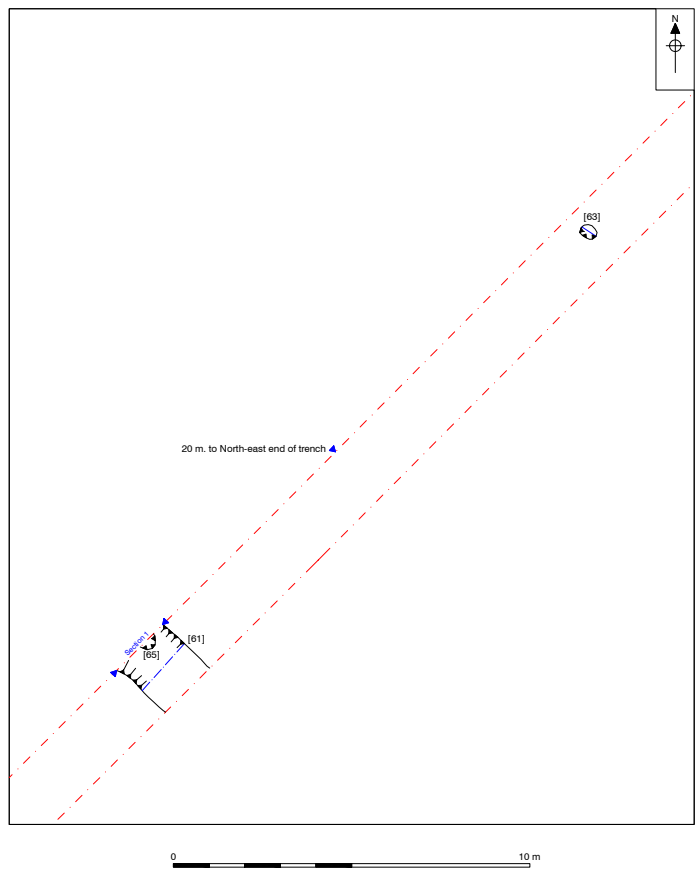 N
[63]
20 m. to North-east end of trench
Section 1
[61]
[65]
0 10 m